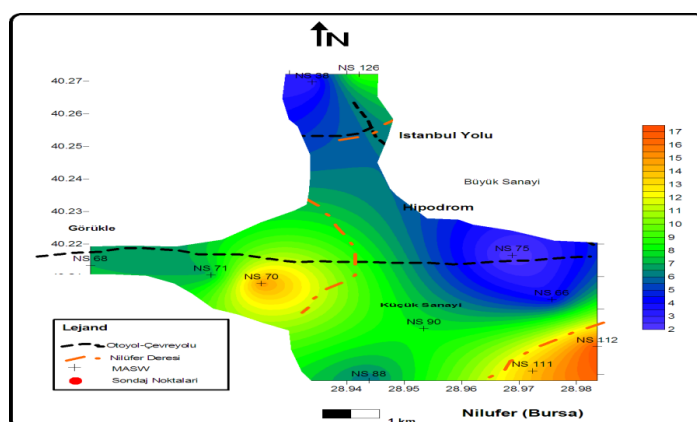 N
NS 126
40.27
40.26
40.25
Istanbul Yolu
Büyük Sanayi
40.24
40.23
Hipodrom
Görükle
40.22
NS 75
NS 68
NS 71
NS 70
Küçük Sanayi
NS 90
NS 112
NS 111
NS 88
28.94 28.95 28.96 28.97 28.98
Lejand
Otoyol-Çevreyolu
Nilüfer Deresi
MASW
Sondaj Noktalari
1 km
Nilufer (Bursa)
17
16
15
14
13
12
11
10
9
8
7
6
5
4
3
2